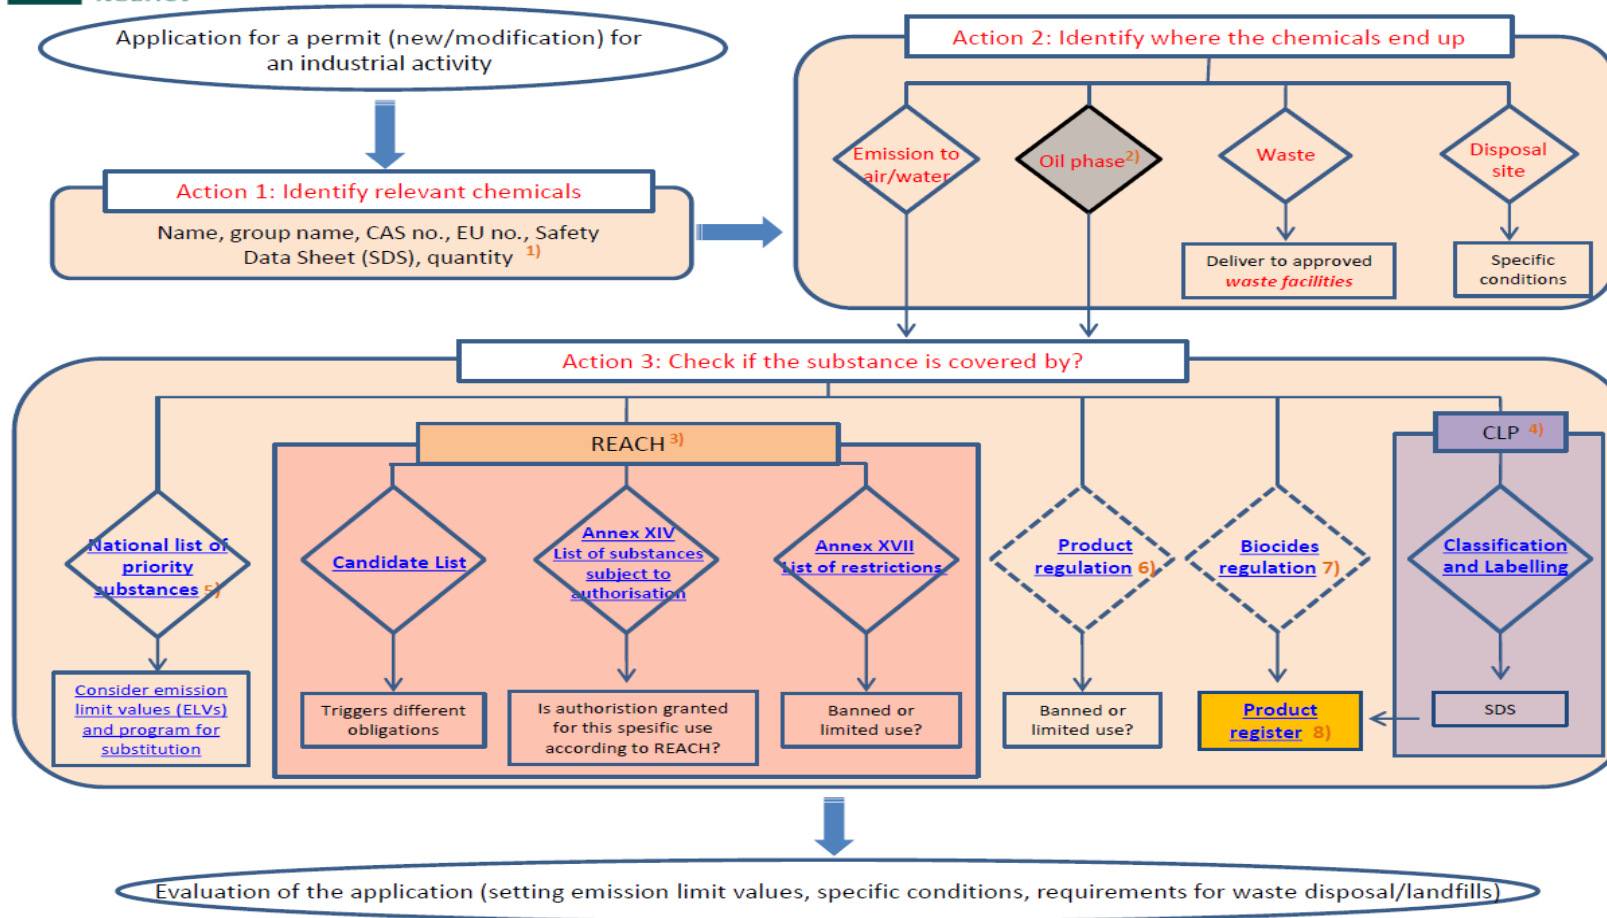 Application for a permit (new/modification) for
an industrial activity
Action 1: Identify relevant chemicals
Name, group name, CAS no., EU no., Safety
Data Sheet (SDS), quantity 1)
Action 2: Identify where the chemicals end up
Emission to
air/water
Oil phase2)
Waste
Disposal
site
Deliver to approved
waste facilities
Specific
conditions
Action 3: Check if the substance is covered by?
REACH 3)
CLP 4)
National list of
priority
substances 5)
Candidate List
Annex XIV
List of substances
subject to
authorisation
Annex XVII
List of restrictions
Product
regulation 6)
Biocides
regulation 7)
Classification
and Labelling
Consider emission
limit values (ELVs)
and program for
substitution
Triggers different
obligations
Is authoristion granted
for this spesific use
according to REACH?
Banned or
limited use?
Banned or
limited use?
Product
register 8)
SDS
Evaluation of the application (setting emission limit values, specific conditions, requirements for waste disposal/landfills)